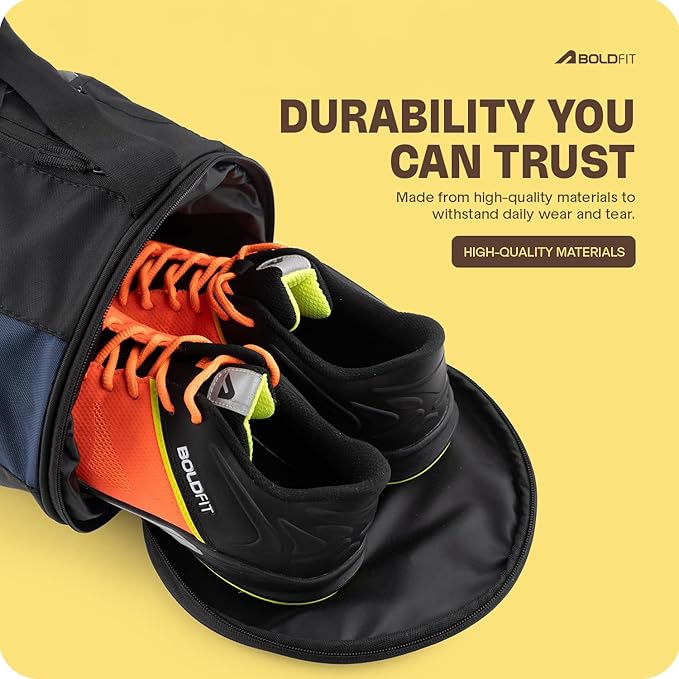 BOLDFIT
DURABILITY YOU
CAN TRUST
Made from high-quality materials to
withstand daily wear and tear.
HIGH-QUALITY MATERIALS
BOLDFIT